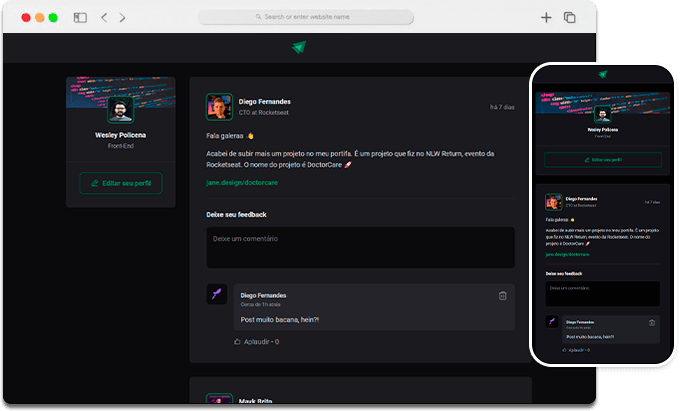 Search or enter website name
Wesley Policena
Front-End
Editar seu perfil
Diego Fernandes
CTO at Rocketseat
há 7 dias
Fala galeraa 👋
Acabei de subir mais um projeto no meu portifa. É um projeto que fiz no NLW Return, evento da
Rocketseat. O nome do projeto é DoctorCare 🚀
jane.design/doctorcare
Deixe seu feedback
Deixe um comentário
Diego Fernandes
Cerca de 1h atrás
Post muito bacana, hein?!
Aplaudir • 0
Mayk Brito
Wesley Policena
Front-End
Editar seu perfil
Diego Fernandes
CTO at Rocketseat
há 7 dias
Fala galeraa 👋
Acabei de subir mais um projeto no meu portifa. É um projeto
que fiz no NLW Return, evento da Rocketseat. O nome do
projeto é DoctorCare 🚀
jane.design/doctorcare
Deixe seu feedback
Deixe um comentário
Diego Fernandes
Cerca de 1h atrás
Post muito bacana, hein?!
Aplaudir • 0